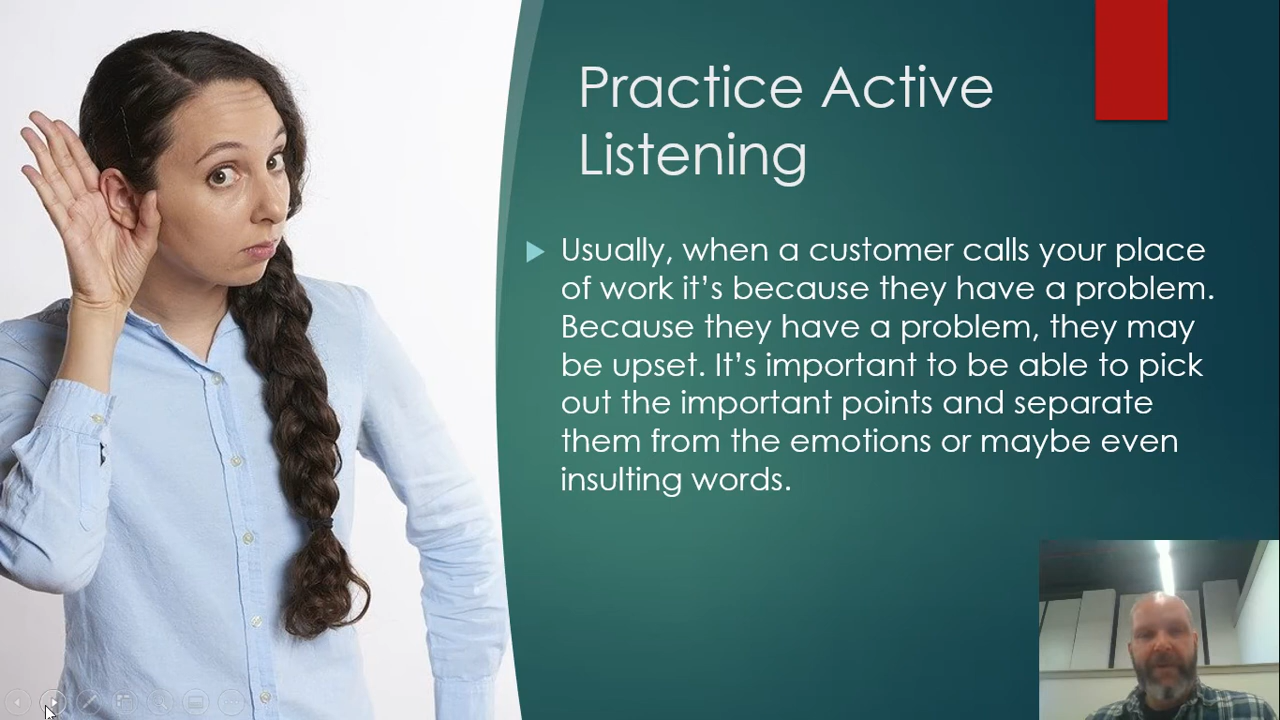 Practice Active
Listening
Usually, when a customer calls your place
of work it’s because they have a problem.
Because they have a problem, they may
be upset. It’s important to be able to pick
out the important points and separate
them from the emotions or maybe even
insulting words.